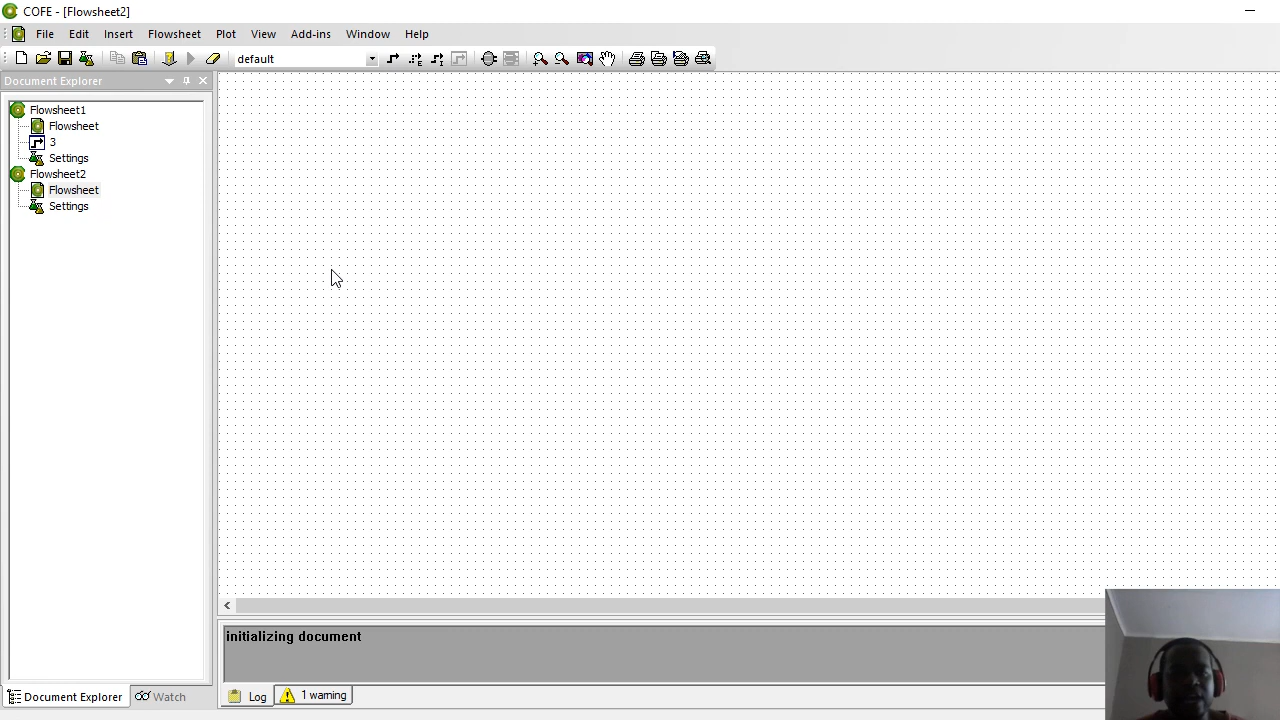 COFE - [Flowsheet2]
File Edit Insert Flowsheet Plot View Add-ins Window Help
default
Document Explorer
Flowsheet1
Flowsheet
3
Settings
Flowsheet2
Flowsheet
Settings
initializing document
Document Explorer Watch
Log 1 warning